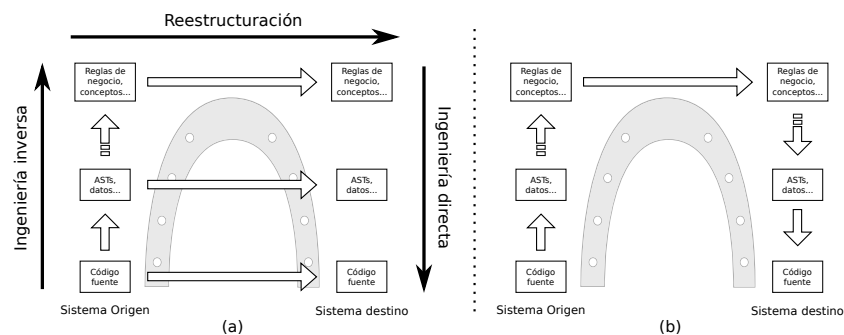 Reestructuración
Ingeniería inversa
Reglas de
negocio,
conceptos...
Reglas de
negocio,
conceptos...
ASTs,
datos...
ASTs,
datos...
Código
fuente
Código
fuente
Ingeniería directa
Sistema Origen
Sistema destino
(a)
Reglas de
negocio,
conceptos...
Reglas de
negocio,
conceptos...
ASTs,
datos...
ASTs,
datos...
Código
fuente
Código
fuente
Sistema Origen
Sistema destino
(b)